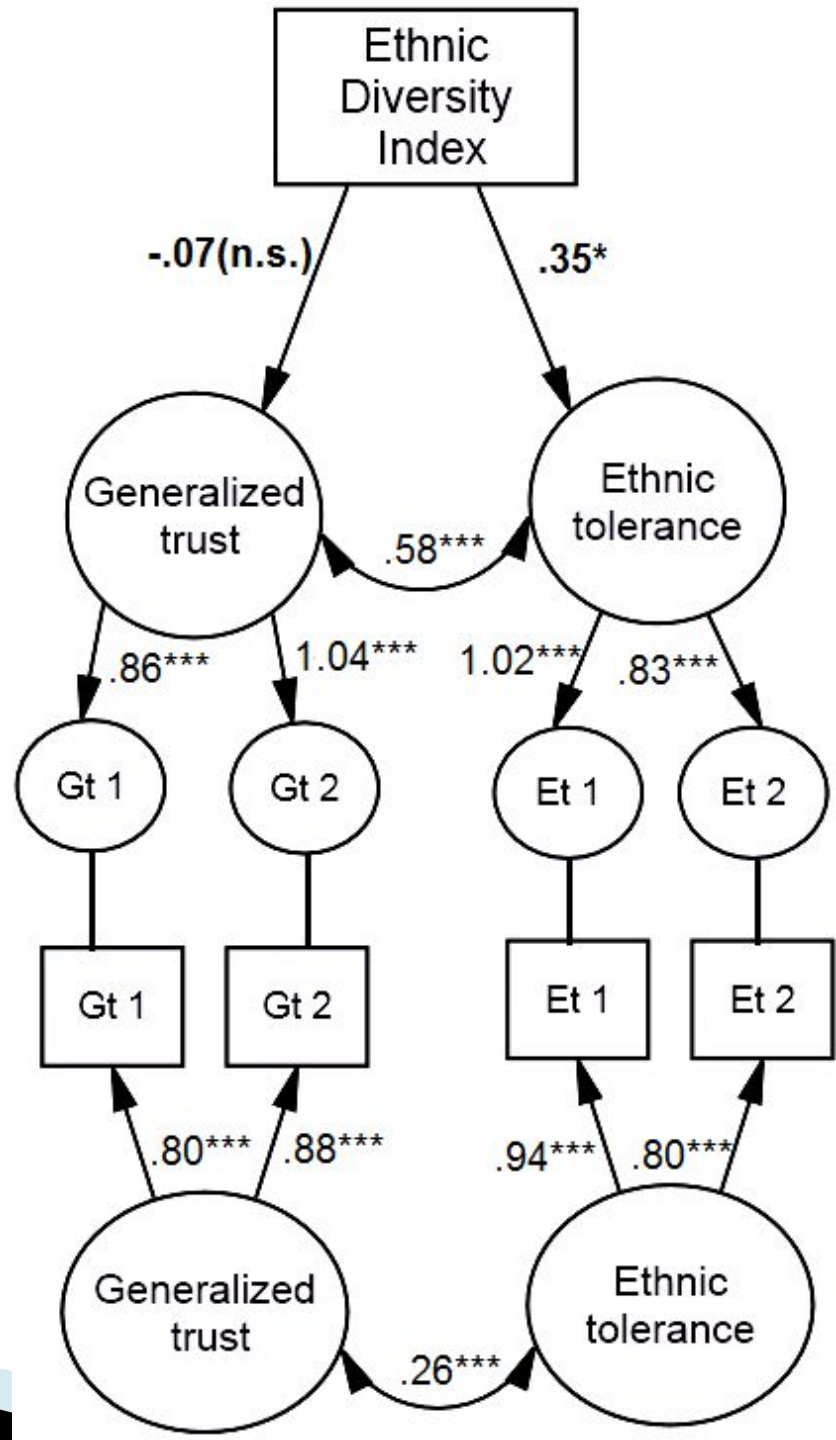 Ethnic
Diversity
Index
-.07(n.s.)
.35*
Generalized
trust
Ethnic
tolerance
.58***
.86***
1.04***
1.02***
.83***
Gt 1
Gt 2
Et 1
Et 2
Gt 1
Gt 2
Et 1
Et 2
.80***
.88***
.94***
.80***
Generalized
trust
Ethnic
tolerance
.26***